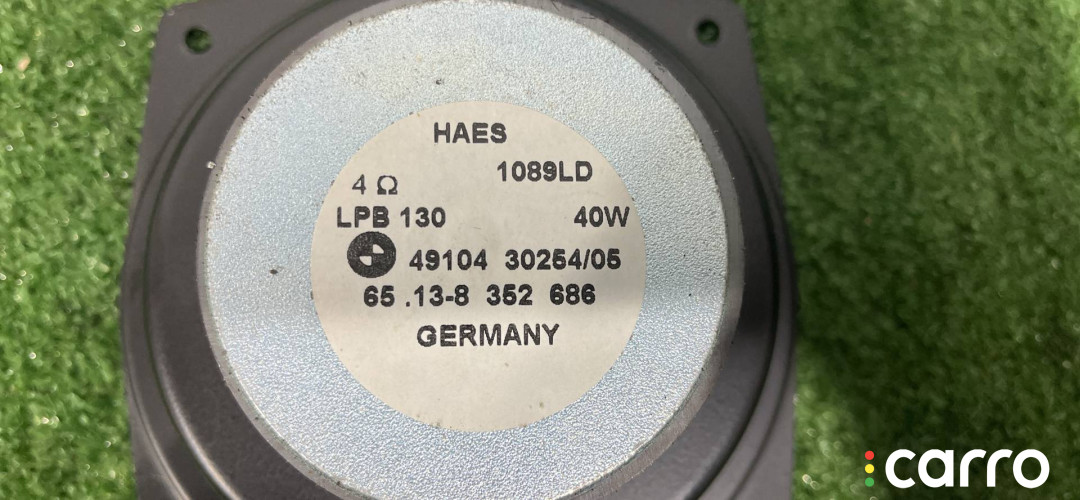 HAES
1089LD
4 Ω
LPB 130 40W
49104 30254/05
65 .13-8 352 686
GERMANY
carro